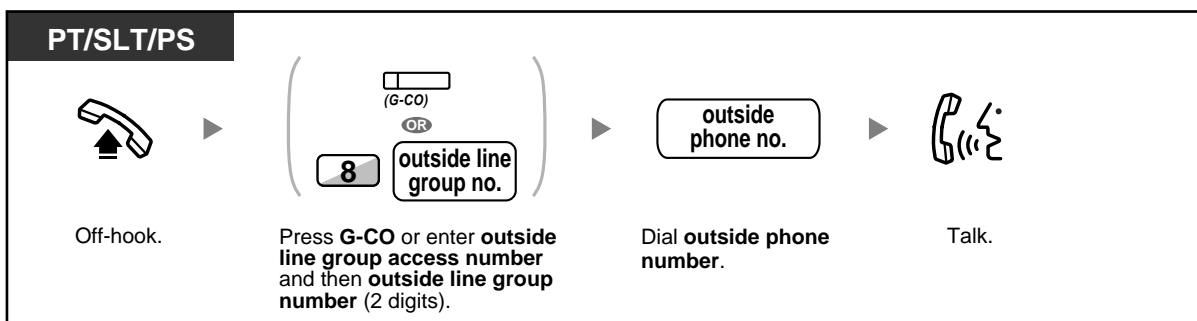 PT/SLT/PS
(G-CO)
OR
8
outside line
group no.
outside
phone no.
Off-hook.
Press G-CO or enter outside
line group access number
and then outside line group
number (2 digits).
Dial outside phone
number.
Talk.